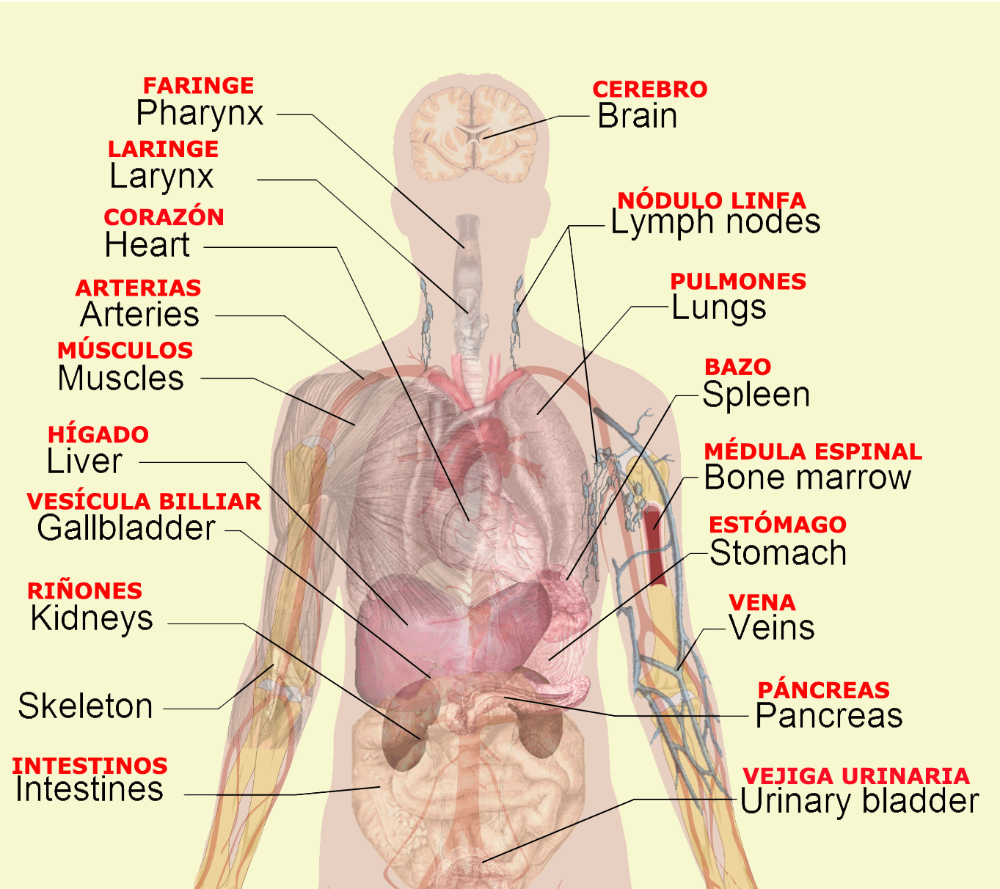 FARINGE
Pharynx
LARINGE
Larynx
CORAZÓN
Heart
ARTERIAS
Arteries
MÚSCULOS
Muscles
HÍGADO
Liver
VESÍCULA BILLIAR
Gallbladder
RIÑONES
Kidneys
Skeleton
INTESTINOS
Intestines
CEREBRO
Brain
NÓDULO LINFA
Lymph nodes
PULMONES
Lungs
BAZO
Spleen
MÉDULA ESPINAL
Bone marrow
ESTÓMAGO
Stomach
VENA
Veins
PÁNCREAS
Pancreas
VEJIGA URINARIA
Urinary bladder